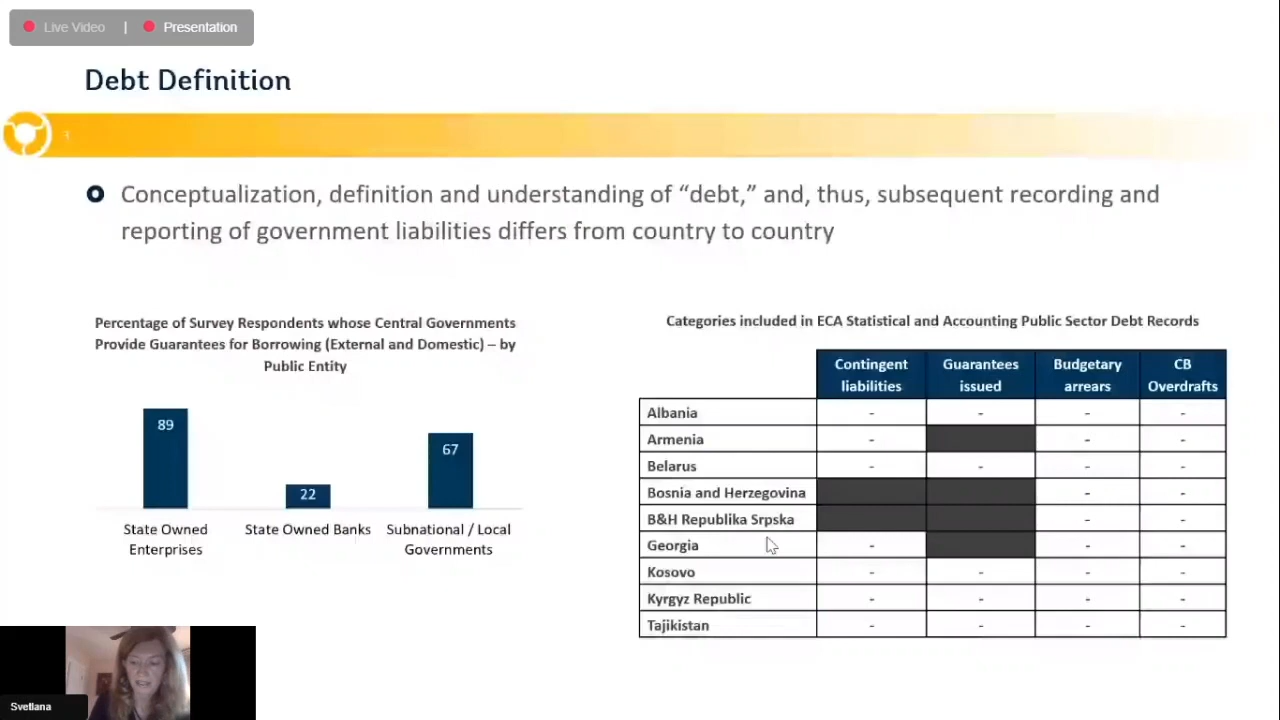 Live Video | Presentation
Debt Definition
3
Conceptualization, definition and understanding of “debt,” and, thus, subsequent recording and
reporting of government liabilities differs from country to country
Percentage of Survey Respondents whose Central Governments
Provide Guarantees for Borrowing (External and Domestic) – by
Public Entity
89
22
67
State Owned
Enterprises
State Owned Banks
Subnational / Local
Governments
Categories included in ECA Statistical and Accounting Public Sector Debt Records
Contingent
liabilities
Guarantees
issued
Budgetary
arrears
CB
Overdrafts
Albania - - - -
Armenia - - -
Belarus - - - -
Bosnia and Herzegovina - -
B&H Republika Srpska - -
Georgia - - -
Kosovo - - - -
Kyrgyz Republic - - - -
Tajikistan - - - -
Svetlana